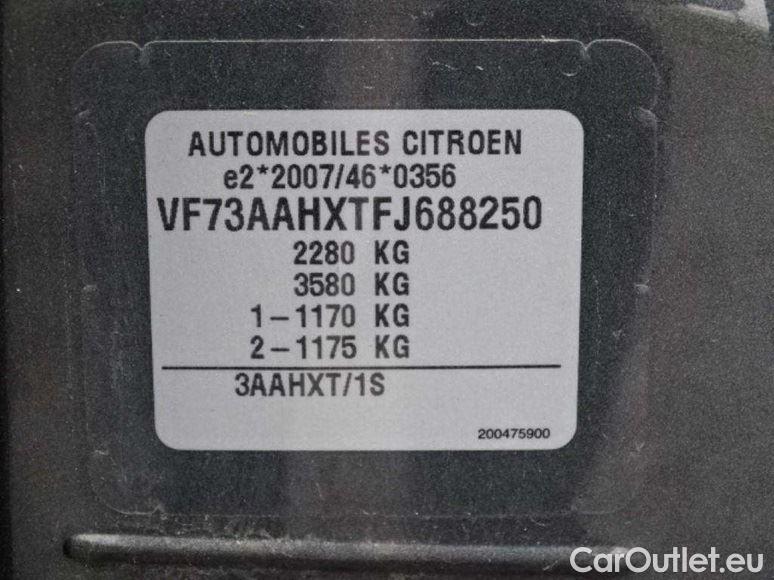 AUTOMOBILES CITROEN
e2*2007/46*0356
VF73AAHXTFJ688250
2280 KG
3580 KG
1-1170 KG
2-1175 KG
3AAHXT/1S
200475900
CarOutlet.eu